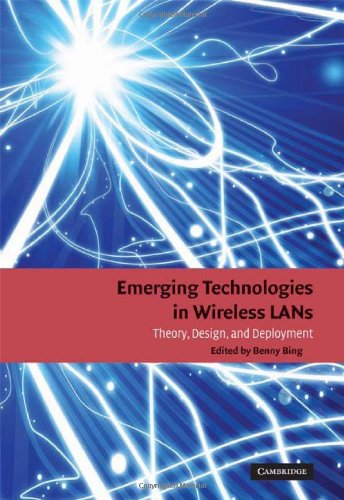 Emerging Technologies
in Wireless LANs
Theory, Design, and Deployment
Edited by Benny Bing
CAMBRIDGE